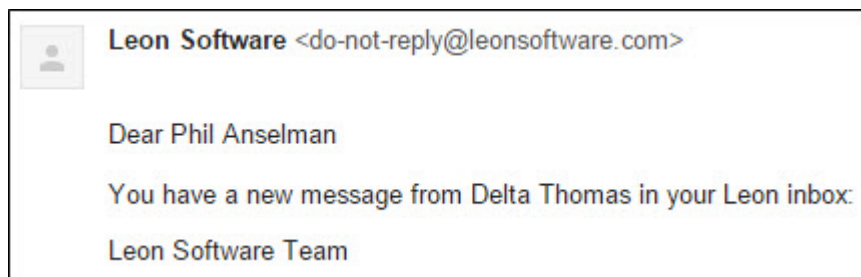 Leon Software <do-not-reply@leonsoftware.com>
Dear Phil Anselman
You have a new message from Delta Thomas in your Leon inbox:
Leon Software Team